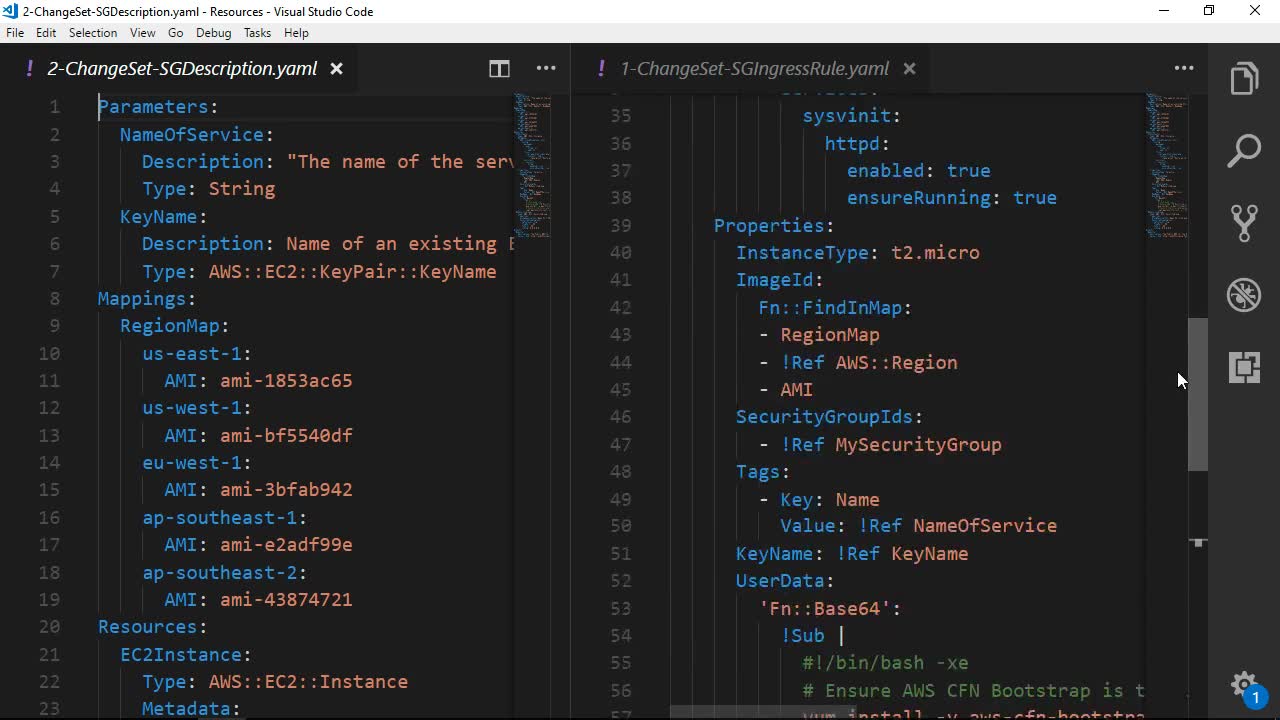 2-ChangeSet-SGDescription.yaml - Resources - Visual Studio Code
File Edit Selection View Go Debug Tasks Help
! 2-ChangeSet-SGDescription.yaml
1 Parameters:
2 NameOfService:
3 Description: "The name of the serv
4 Type: String
5 KeyName:
6 Description: Name of an existing E
7 Type: AWS::EC2::KeyPair::KeyName
8 Mappings:
9 RegionMap:
10 us-east-1:
11 AMI: ami-1853ac65
12 us-west-1:
13 AMI: ami-bf5540df
14 eu-west-1:
15 AMI: ami-3bfab942
16 ap-southeast-1:
17 AMI: ami-e2adf99e
18 ap-southeast-2:
19 AMI: ami-43874721
20 Resources:
21 EC2Instance:
22 Type: AWS::EC2::Instance
23 Metadata:
! 1-ChangeSet-SGIngressRule.yaml
35 sysvinit:
36 httpd:
37 enabled: true
38 ensureRunning: true
39 Properties:
40 InstanceType: t2.micro
41 ImageId:
42 Fn::FindInMap:
43 - RegionMap
44 - !Ref AWS::Region
45 - AMI
46 SecurityGroupIds:
47 - !Ref MySecurityGroup
48 Tags:
49 - Key: Name
50 Value: !Ref NameOfService
51 KeyName: !Ref KeyName
52 UserData:
53 'Fn::Base64':
54 !Sub |
55 #!/bin/bash -xe
56 # Ensure AWS CFN Bootstrap is t
57 yum install -y aws-cfn-bootstra
1